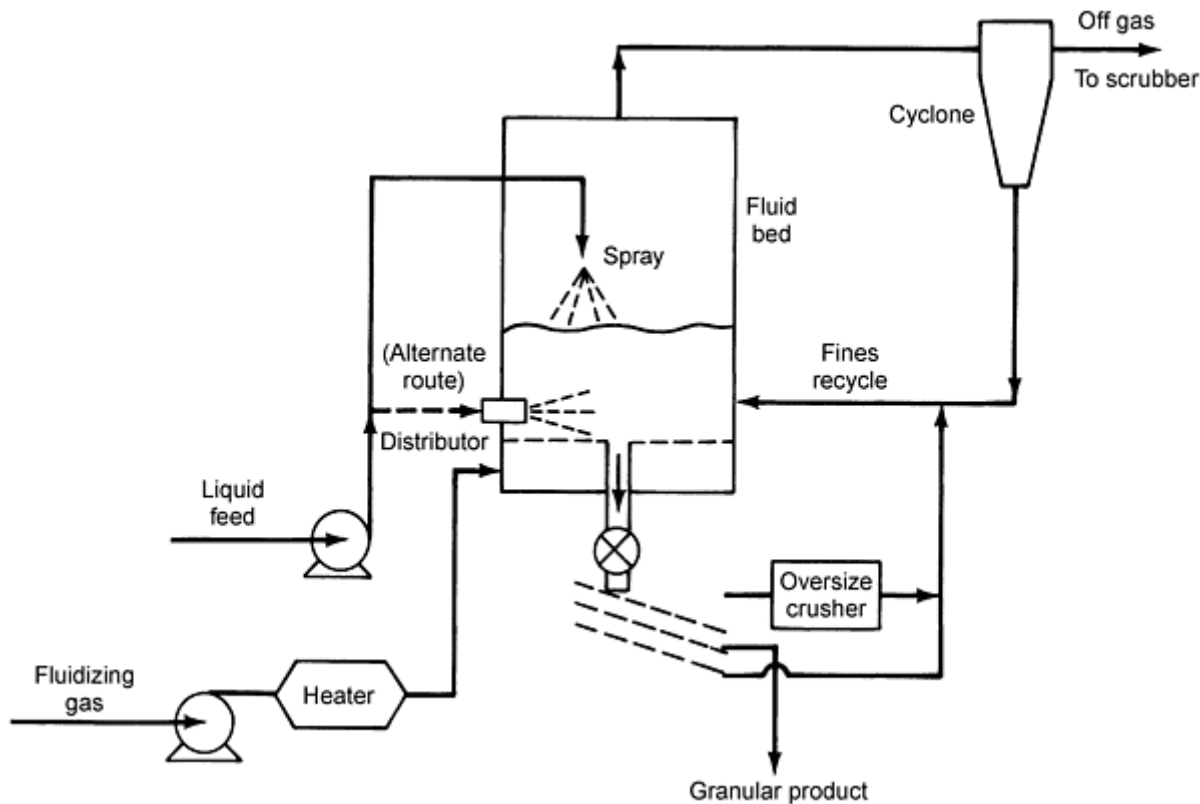 Off gas
To scrubber
Cyclone
Fluid
bed
Spray
(Alternate
route)
Fines
recycle
Distributor
Liquid
feed
Oversize
crusher
Fluidizing
gas
Heater
Granular product